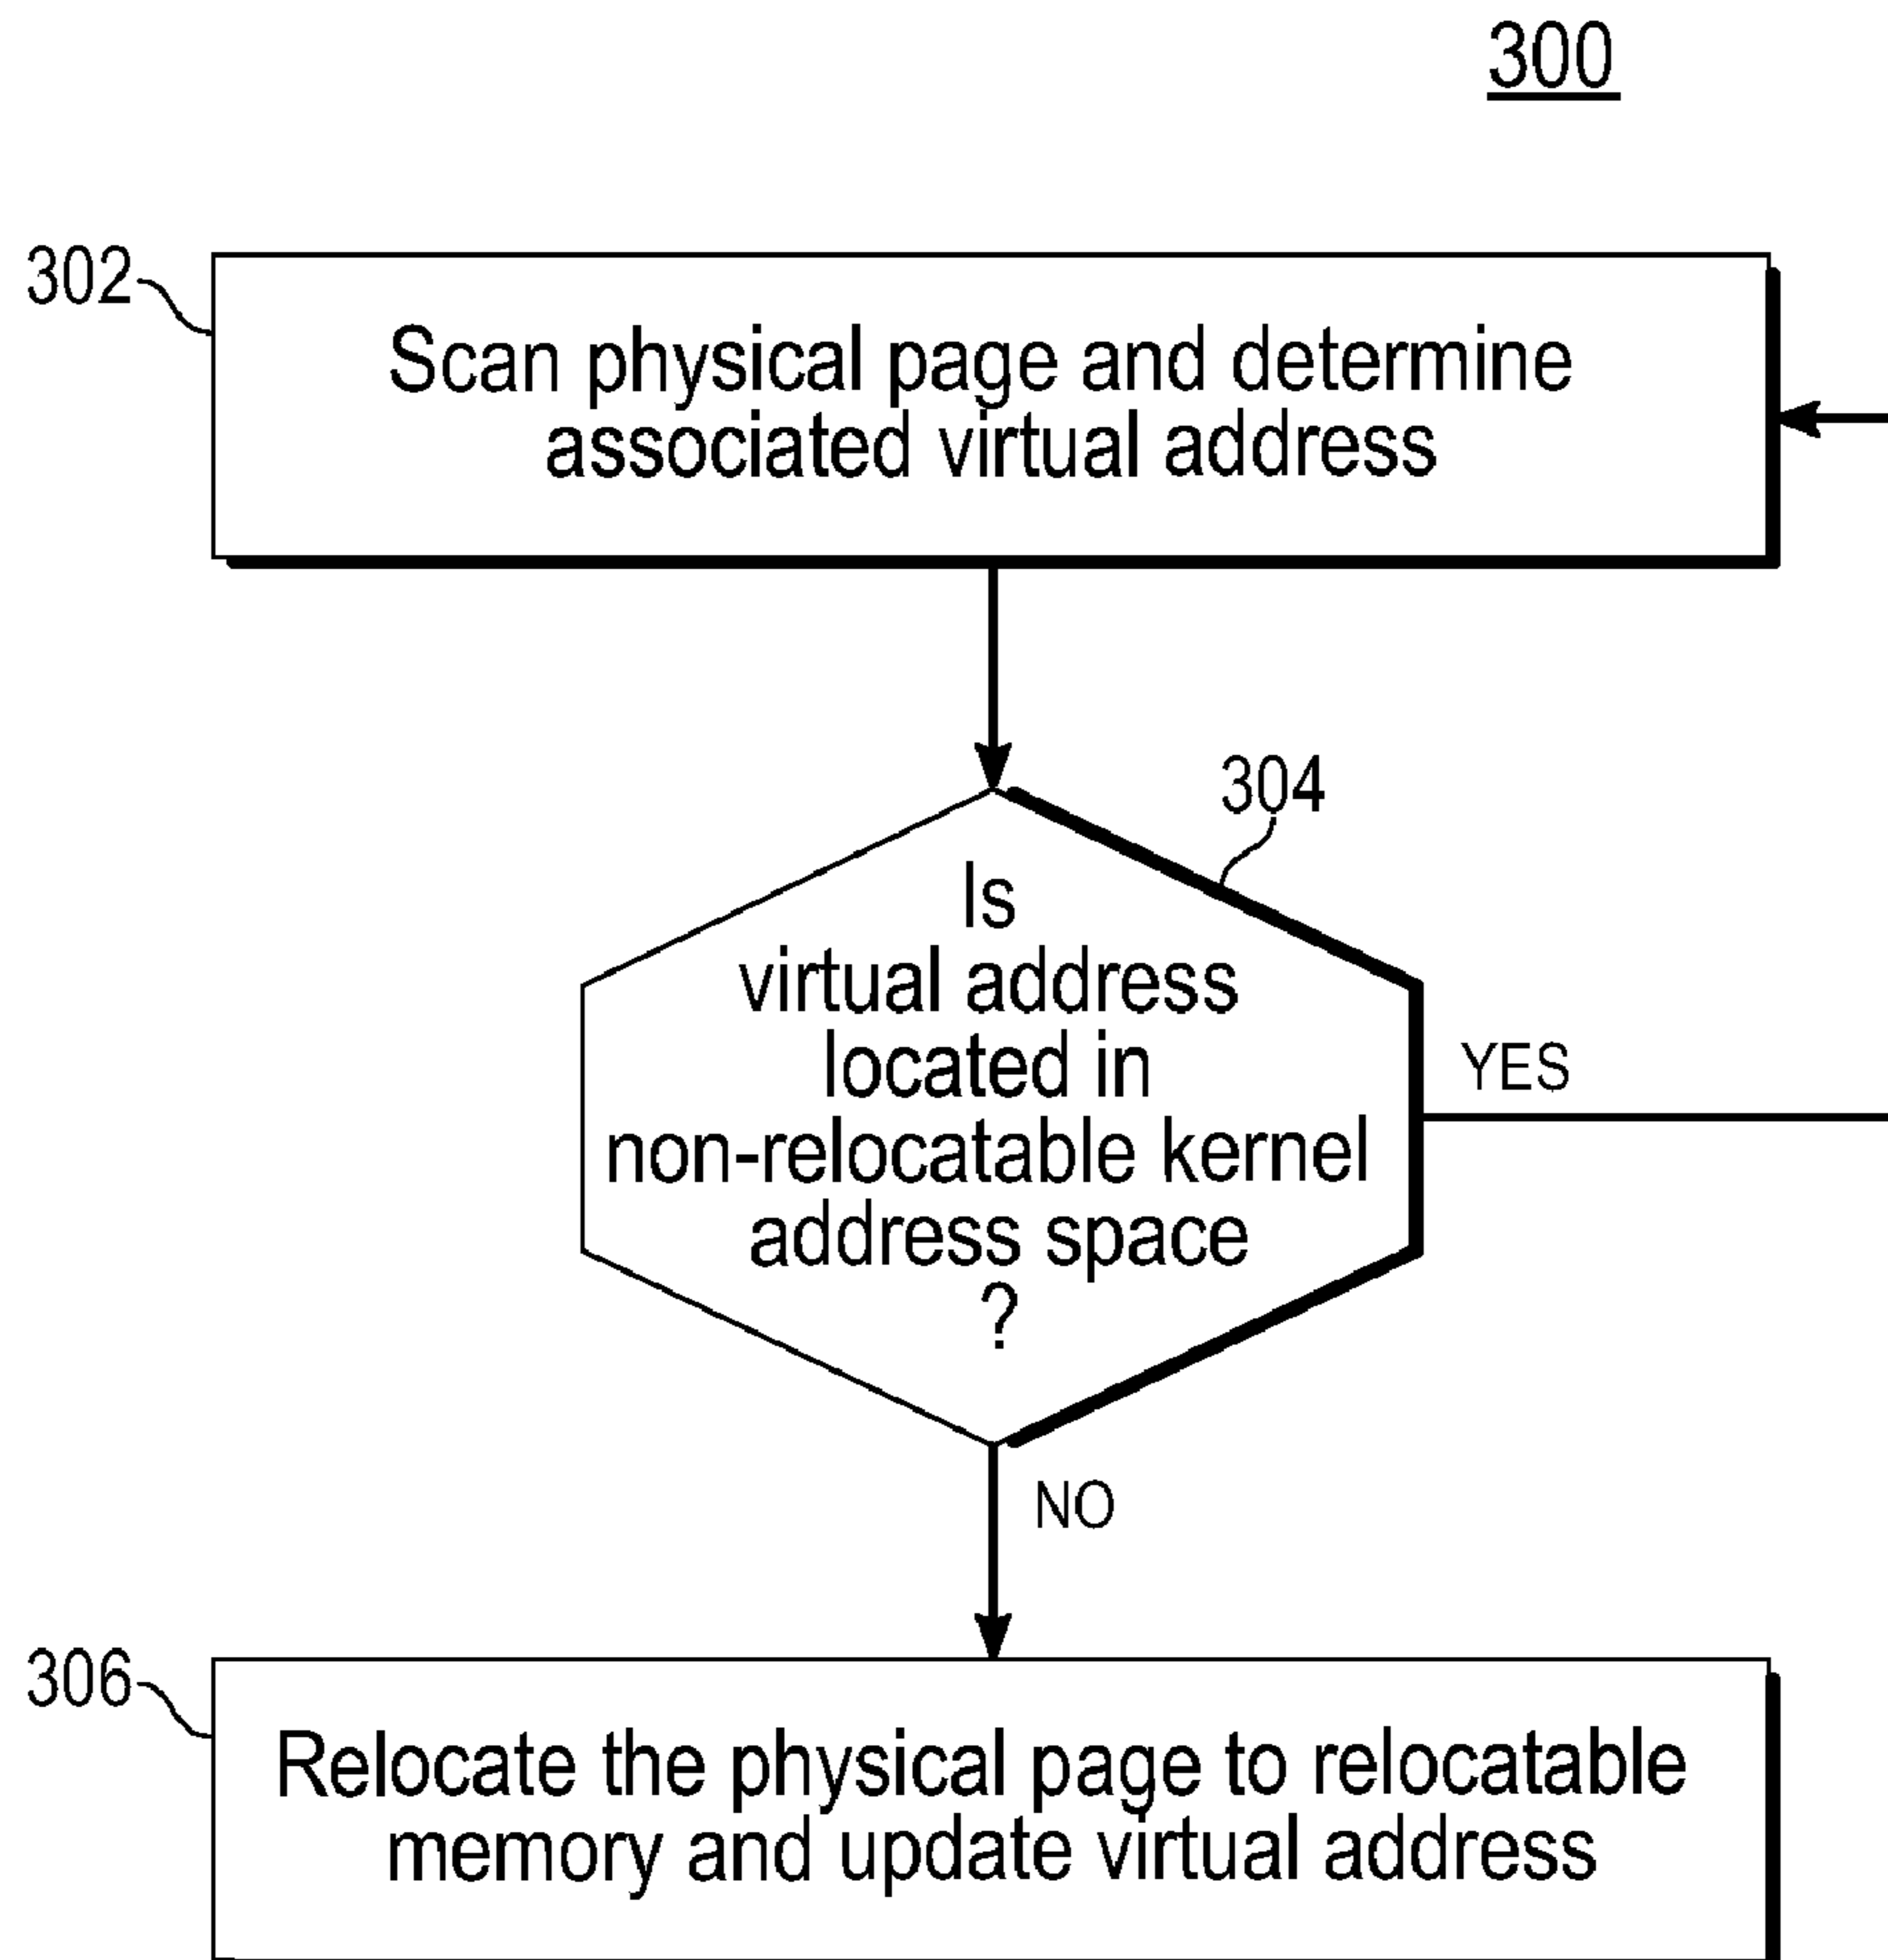 300
302
Scan physical page and determine
associated virtual address
304
Is
virtual address
located in
non-relocatable kernel
address space
?
YES
NO
306
Relocate the physical page to relocatable
memory and update virtual address